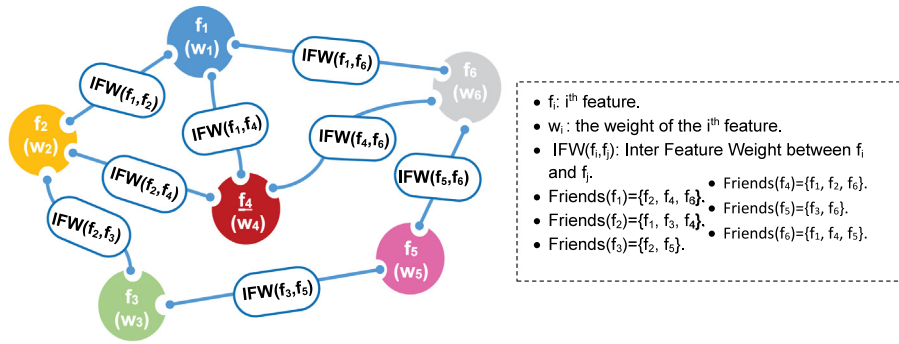 f₁
(w₁)
IFW(f₁,f₆)
f₆
(w₆)
IFW(f₁,f₂)
f₂
(w₂)
IFW(f₁,f₄)
IFW(f₄,f₆)
IFW(f₂,f₄)
IFW(f₅,f₆)
f₄
(w₄)
IFW(f₂,f₃)
f₅
(w₅)
IFW(f₃,f₅)
f₃
(w₃)
• fᵢ: iᵗʰ feature.
• wᵢ : the weight of the iᵗʰ feature.
• IFW(fᵢ,fⱼ): Inter Feature Weight between fᵢ
and fⱼ.
• Friends(f₁)={f₂, f₄, f₆}.
• Friends(f₂)={f₁, f₃, f₄}.
• Friends(f₃)={f₂, f₅}.
• Friends(f₄)={f₁, f₂, f₆}.
• Friends(f₅)={f₃, f₆}.
• Friends(f₆)={f₁, f₄, f₅}.